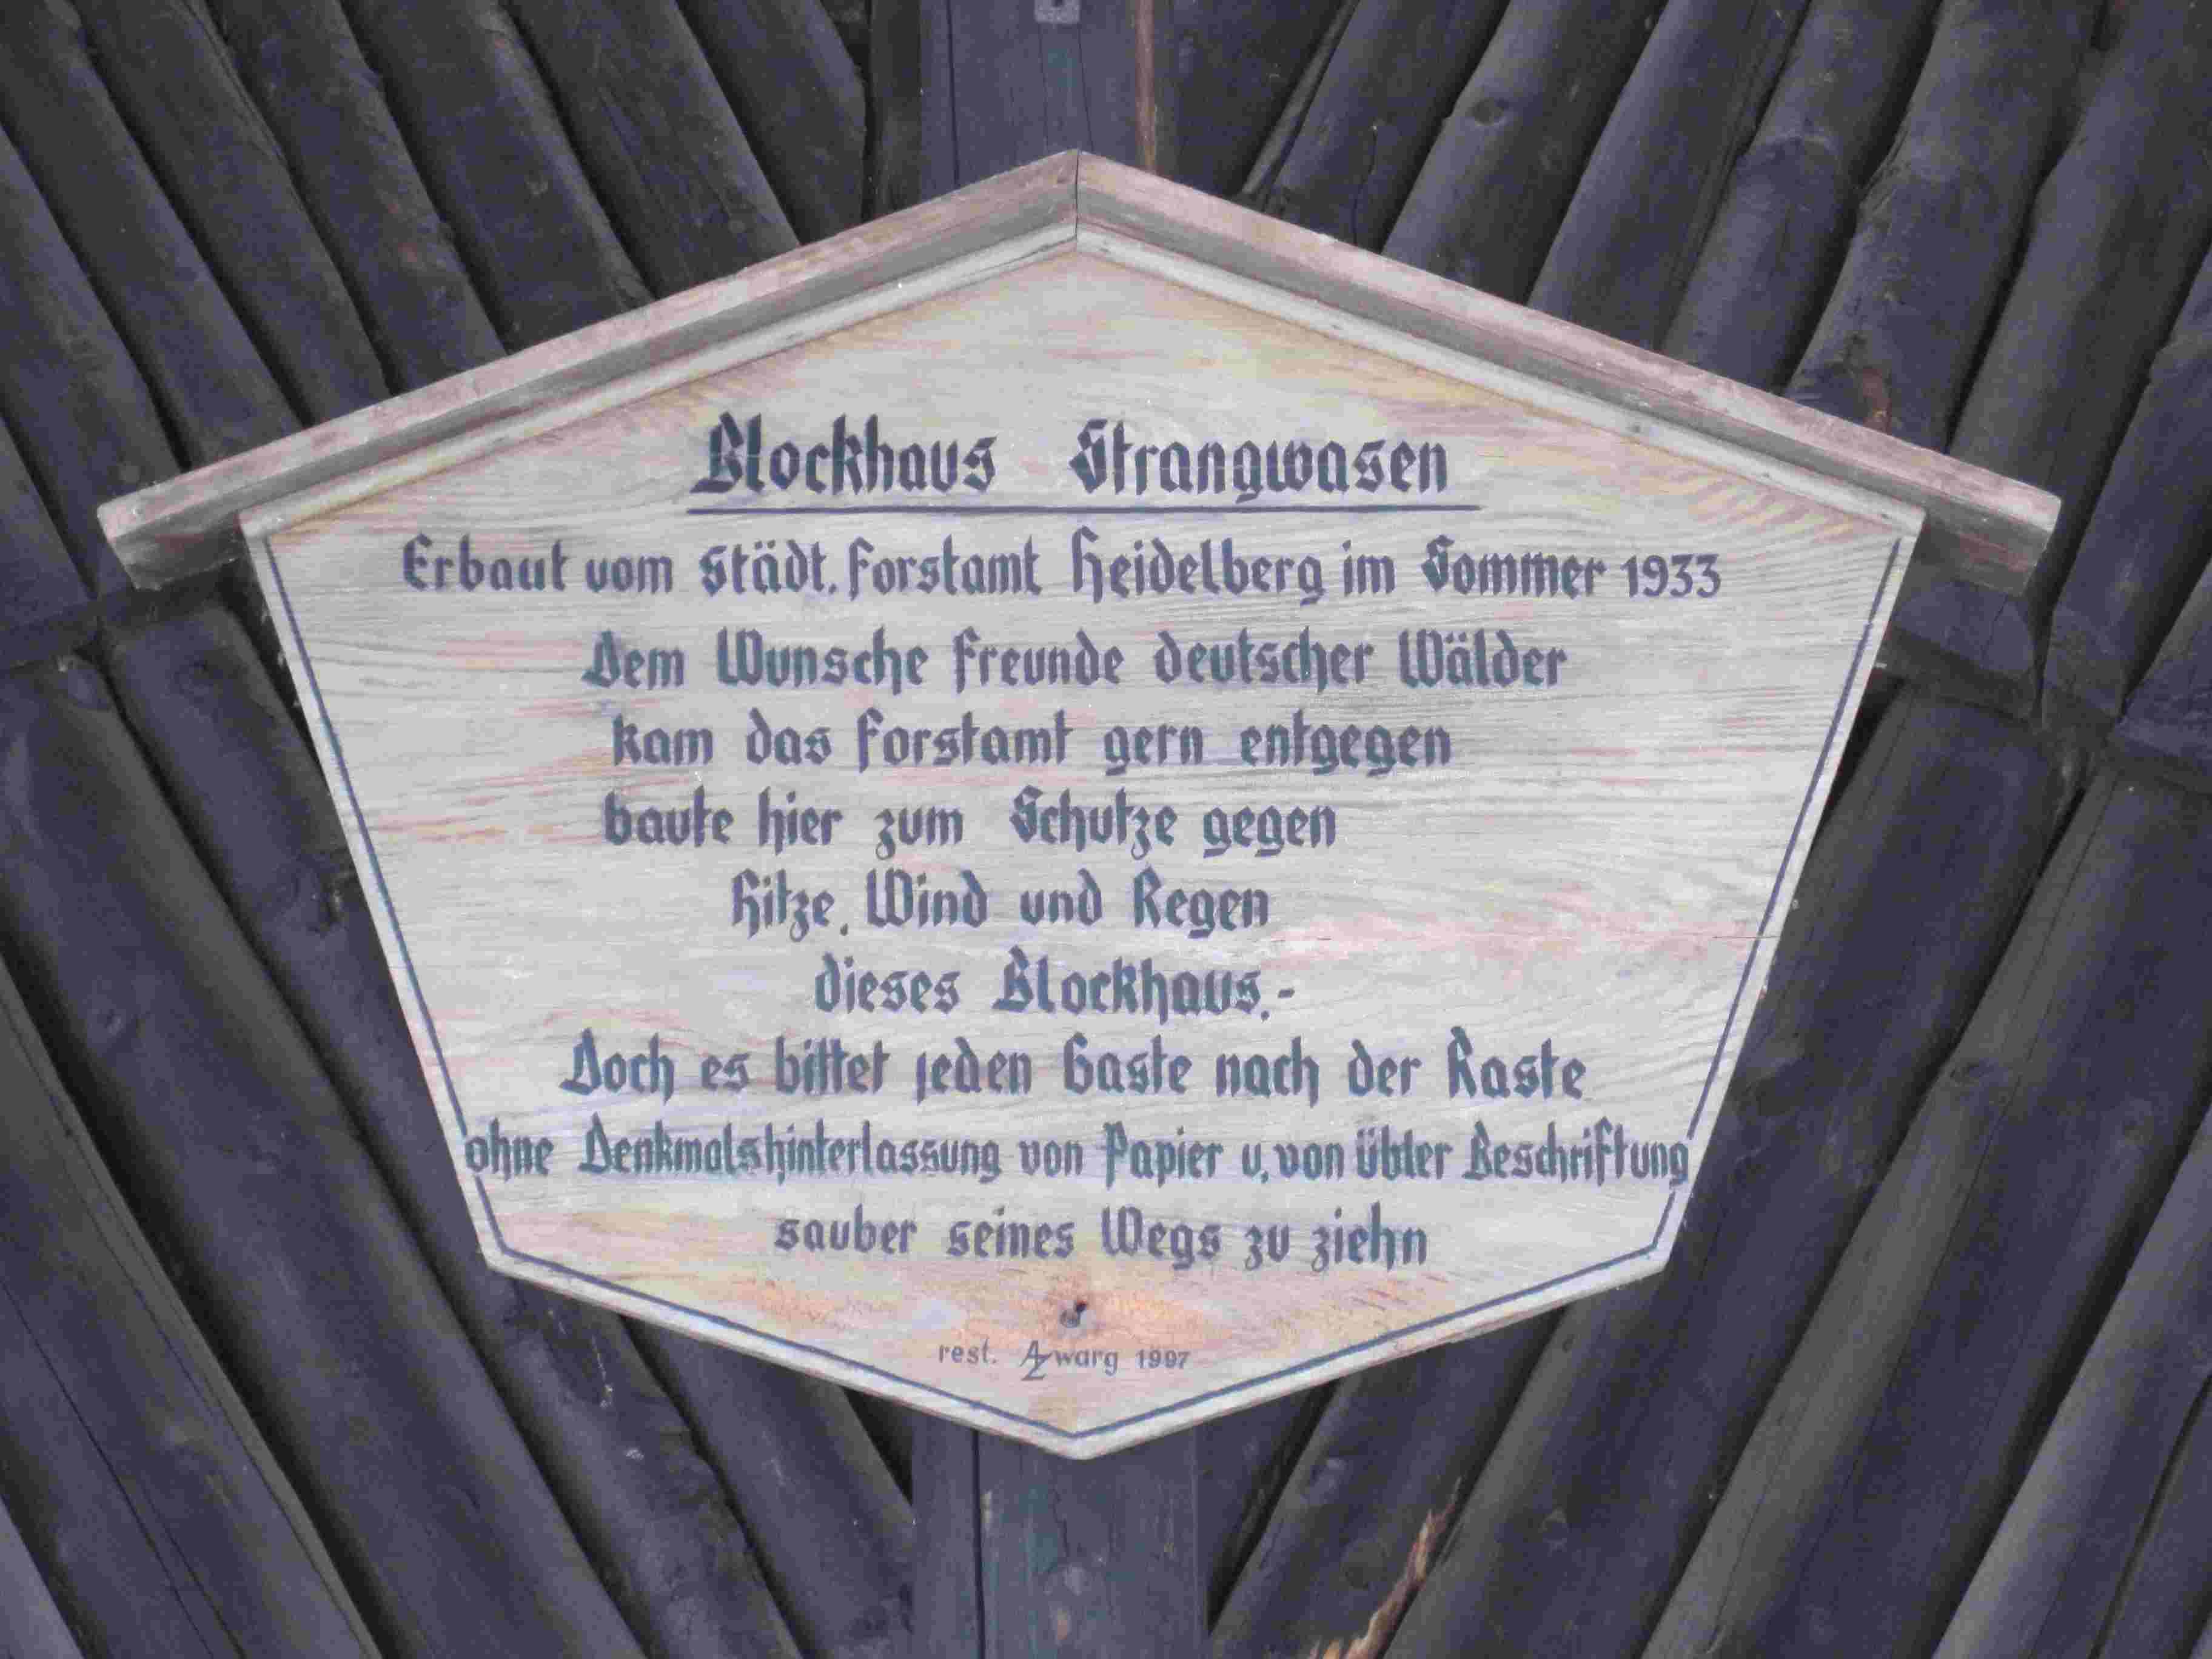 Blockhaus Strangwasen
Erbaut vom Städt. Forstamt Heidelberg im Sommer 1933
Dem Wunsche Freunde deutscher Wälder
kam das Forstamt gern entgegen
baute hier zum Schutze gegen
Hitze, Wind und Regen
dieses Blockhaus.-
Doch es bittet jeden Gaste nach der Raste
ohne Denkmalshinterlassung von Papier u. von übler Beschriftung
sauber seines Wegs zu ziehn
rest. AZwarg 1997